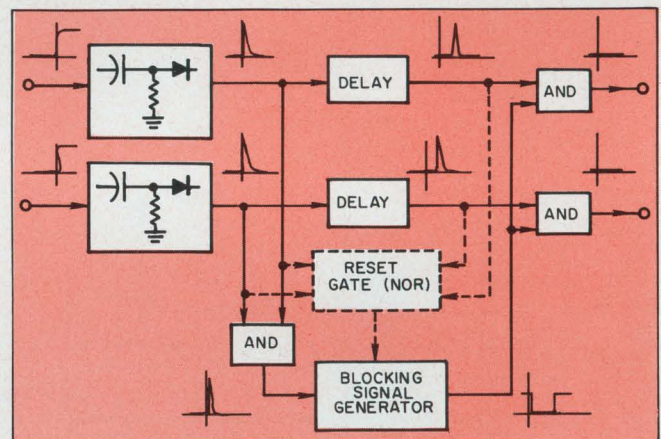 DELAY
AND
DELAY
AND
RESET
GATE (NOR)
AND
BLOCKING
SIGNAL
GENERATOR